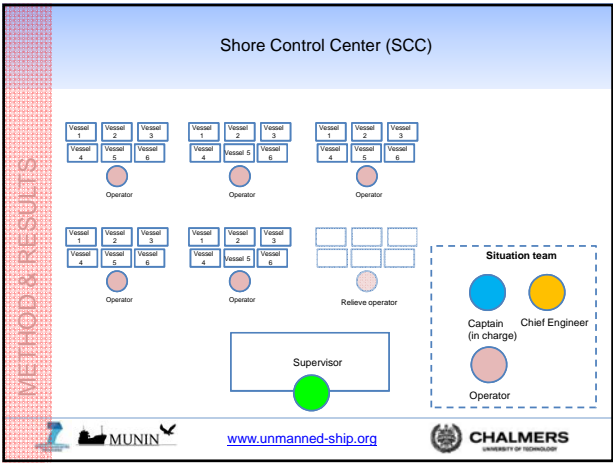 Shore Control Center (SCC)
METHOD & RESULTS
Vessel 1
Vessel 2
Vessel 3
Vessel 4
Vessel 5
Vessel 6
Operator
Vessel 1
Vessel 2
Vessel 3
Vessel 4
Vessel 5
Vessel 6
Operator
Vessel 1
Vessel 2
Vessel 3
Vessel 4
Vessel 5
Vessel 6
Operator
Vessel 1
Vessel 2
Vessel 3
Vessel 4
Vessel 5
Vessel 6
Operator
Vessel 1
Vessel 2
Vessel 3
Vessel 4
Vessel 5
Vessel 6
Operator
Relieve operator
Supervisor
Situation team
Captain
(in charge)
Chief Engineer
Operator
MUNIN
www.unmanned-ship.org
CHALMERS
UNIVERSITY OF TECHNOLOGY